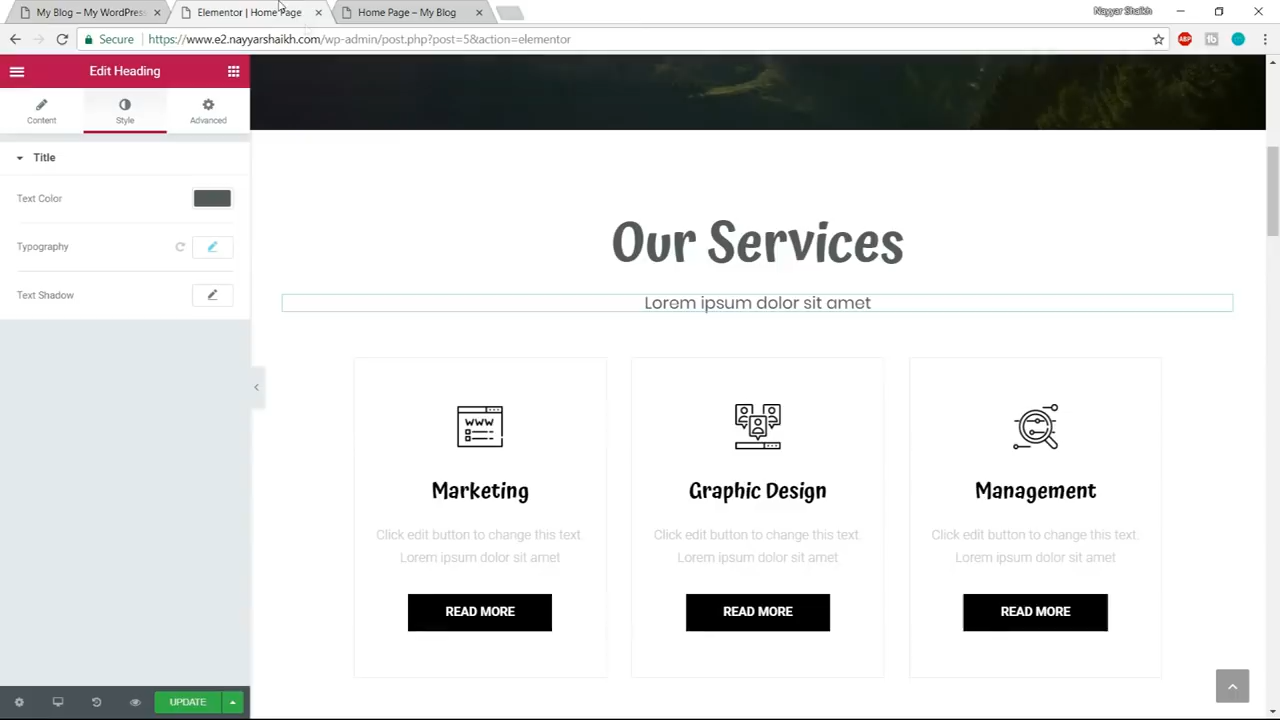 My Blog – My WordPress
Elementor | Home Page
Home Page – My Blog
Nayyar Shaikh
Secure
https://www.e2.nayyarshaikh.com/wp-admin/post.php?post=5&action=elementor
ABP
Edit Heading
Content
Style
Advanced
Title
Text Color
Typography
Text Shadow
Our Services
Lorem ipsum dolor sit amet
WWW
Marketing
Graphic Design
Management
Click edit button to change this text.
Lorem ipsum dolor sit amet
Click edit button to change this text.
Lorem ipsum dolor sit amet
Click edit button to change this text.
Lorem ipsum dolor sit amet
READ MORE
READ MORE
READ MORE
UPDATE